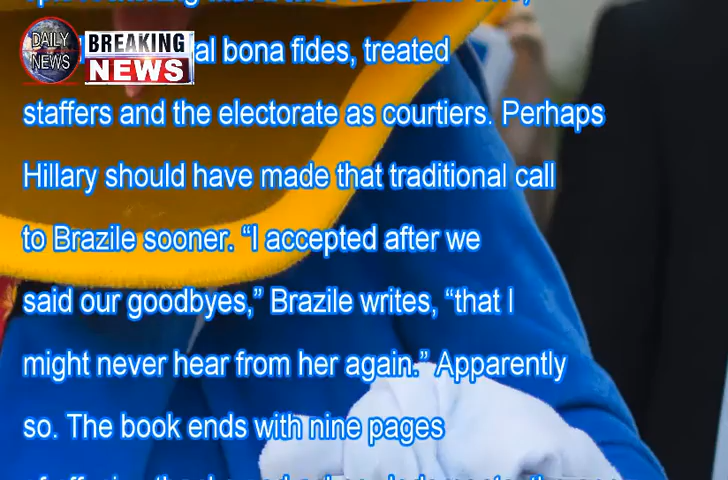 DAILY
NEWS
BREAKING
NEWS
al bona fides, treated
staffers and the electorate as courtiers. Perhaps
Hillary should have made that traditional call
to Brazile sooner. “I accepted after we
said our goodbyes,” Brazile writes, “that I
might never hear from her again.” Apparently
so. The book ends with nine pages